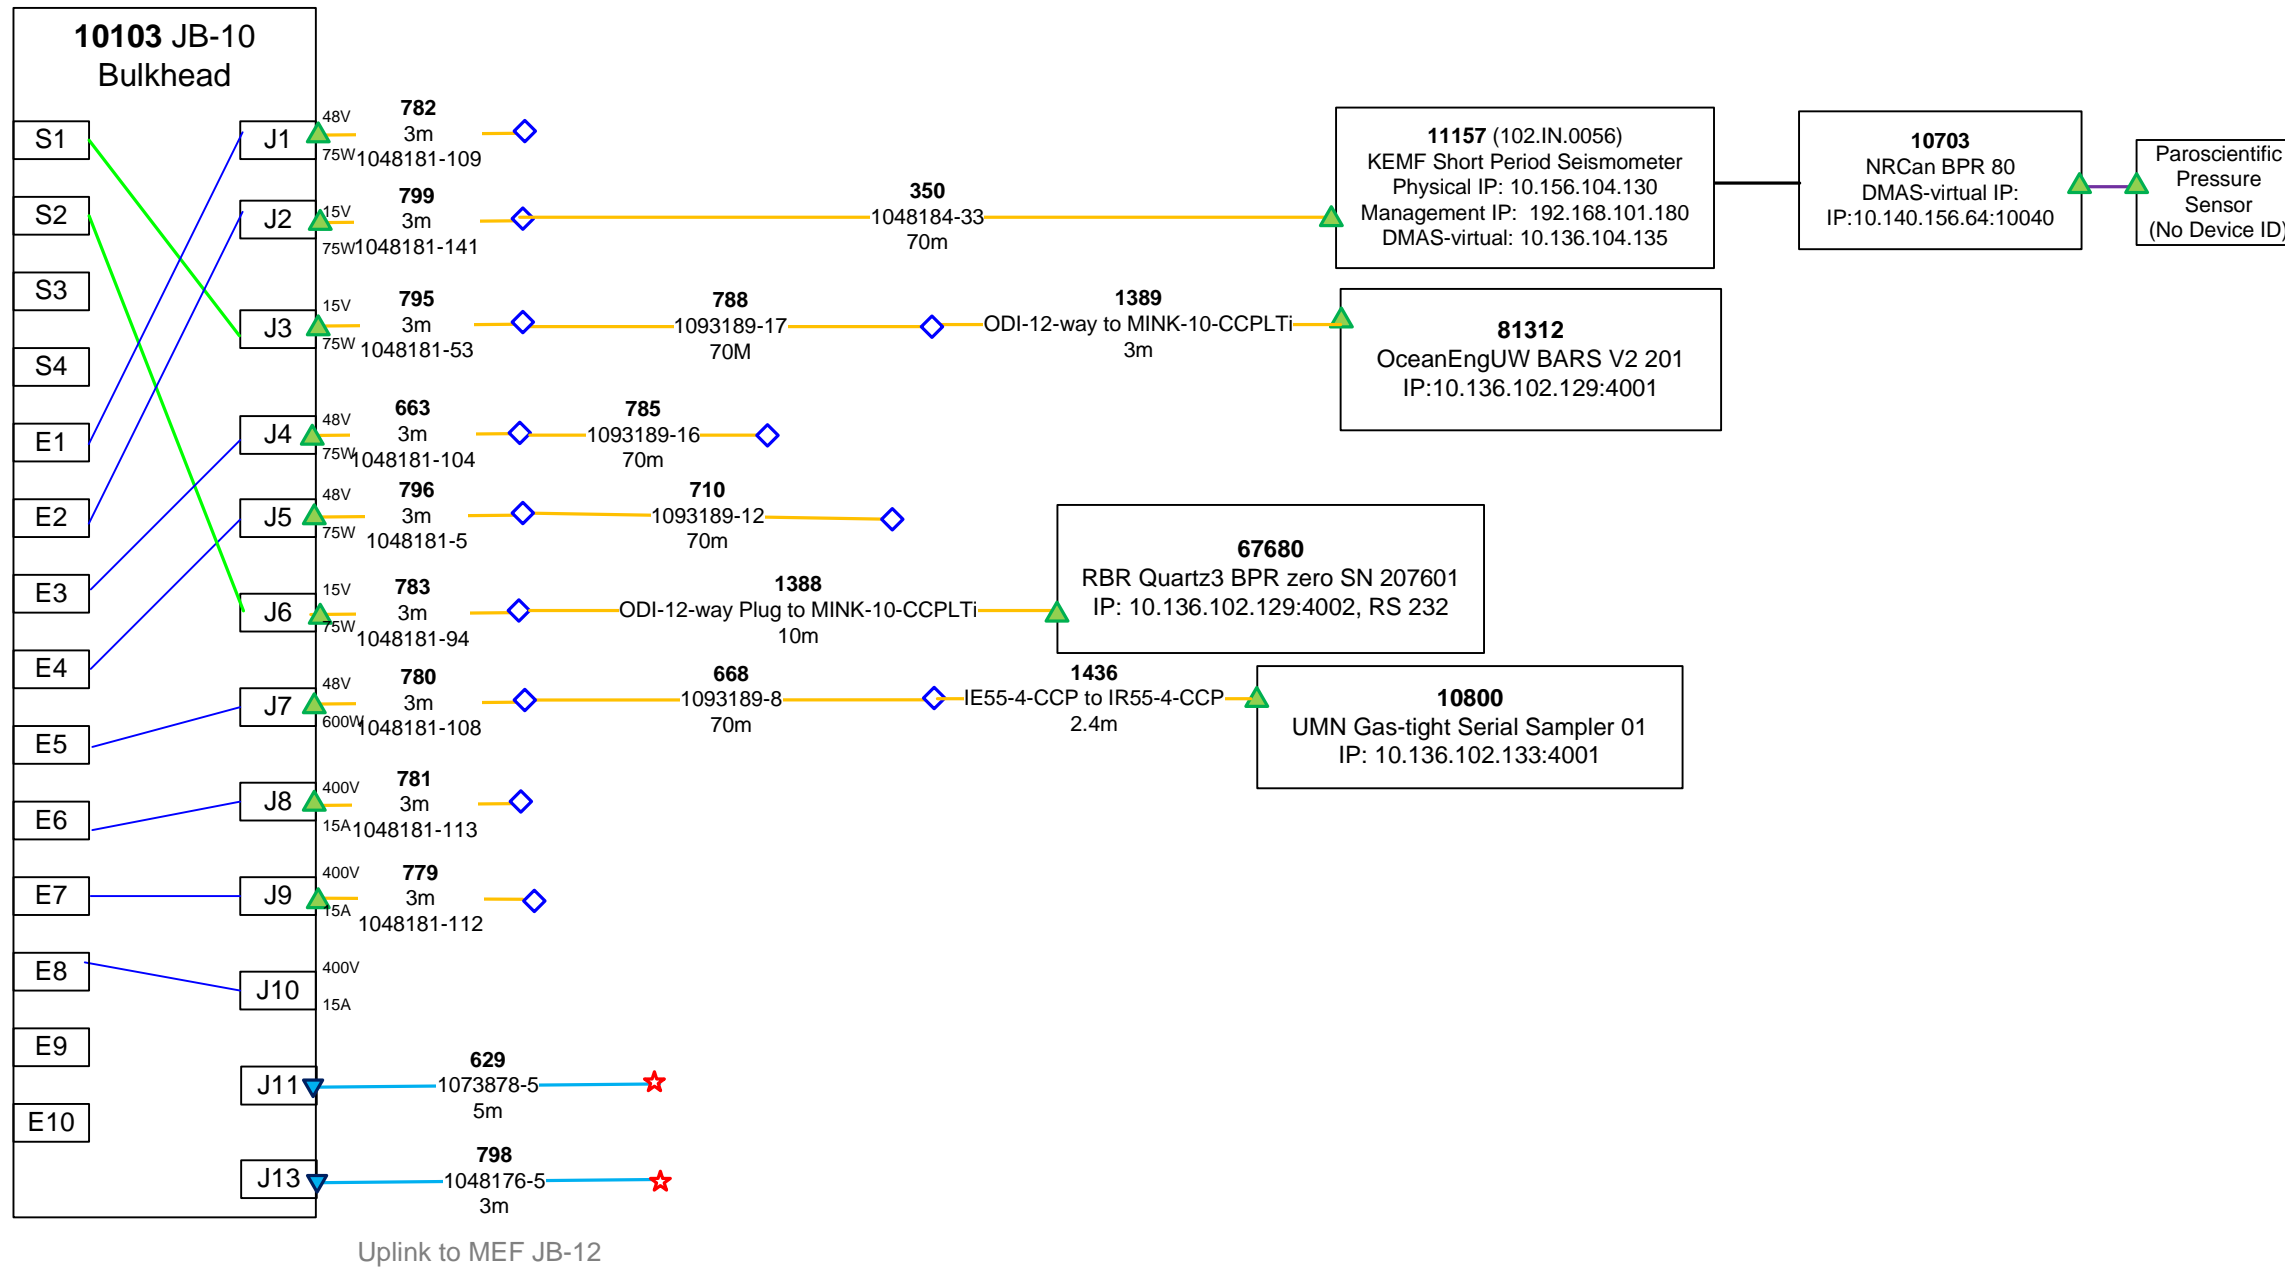 10103 JB-10
Bulkhead
S1
S2
S3
S4
E1
E2
E3
E4
E5
E6
E7
E8
E9
E10
J1
48V
75W
782
3m
1048181-109
J2
15V
75W
799
3m
1048181-141
350
1048184-33
70m
11157 (102.IN.0056)
KEMF Short Period Seismometer
Physical IP: 10.156.104.130
Management IP: 192.168.101.180
DMAS-virtual: 10.136.104.135
10703
NRCan BPR 80
DMAS-virtual IP:
IP:10.140.156.64:10040
Paroscientific
Pressure
Sensor
(No Device ID)
J3
15V
75W
795
3m
1048181-53
788
1093189-17
70M
1389
ODI-12-way to MINK-10-CCPLTi
3m
81312
OceanEngUW BARS V2 201
IP:10.136.102.129:4001
J4
48V
75W
663
3m
1048181-104
785
1093189-16
70m
J5
48V
75W
796
3m
1048181-5
710
1093189-12
70m
J6
15V
75W
783
3m
1048181-94
1388
ODI-12-way Plug to MINK-10-CCPLTi
10m
67680
RBR Quartz3 BPR zero SN 207601
IP: 10.136.102.129:4002, RS 232
J7
48V
600W
780
3m
1048181-108
668
1093189-8
70m
1436
IE55-4-CCP to IR55-4-CCP
2.4m
10800
UMN Gas-tight Serial Sampler 01
IP: 10.136.102.133:4001
J8
400V
15A
781
3m
1048181-113
J9
400V
15A
779
3m
1048181-112
J10
400V
15A
J11
629
1073878-5
5m
J13
798
1048176-5
3m
Uplink to MEF JB-12